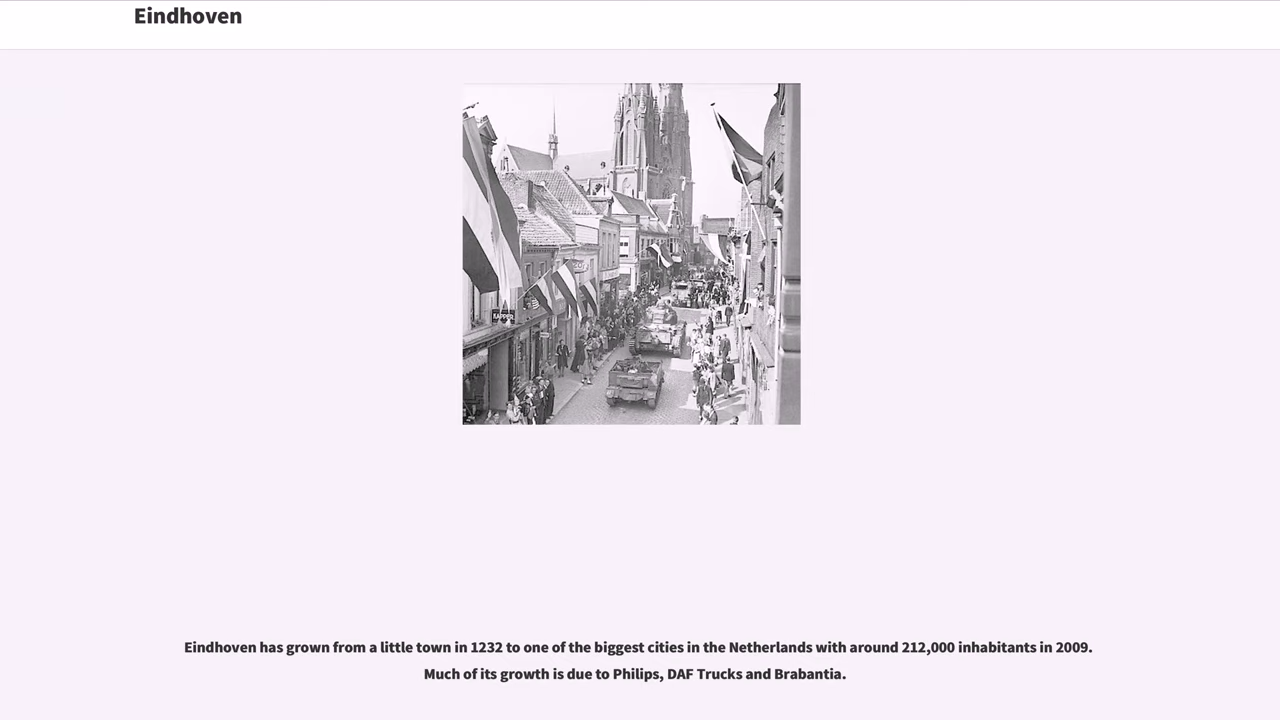 Eindhoven
KAPPER
Eindhoven has grown from a little town in 1232 to one of the biggest cities in the Netherlands with around 212,000 inhabitants in 2009.
Much of its growth is due to Philips, DAF Trucks and Brabantia.